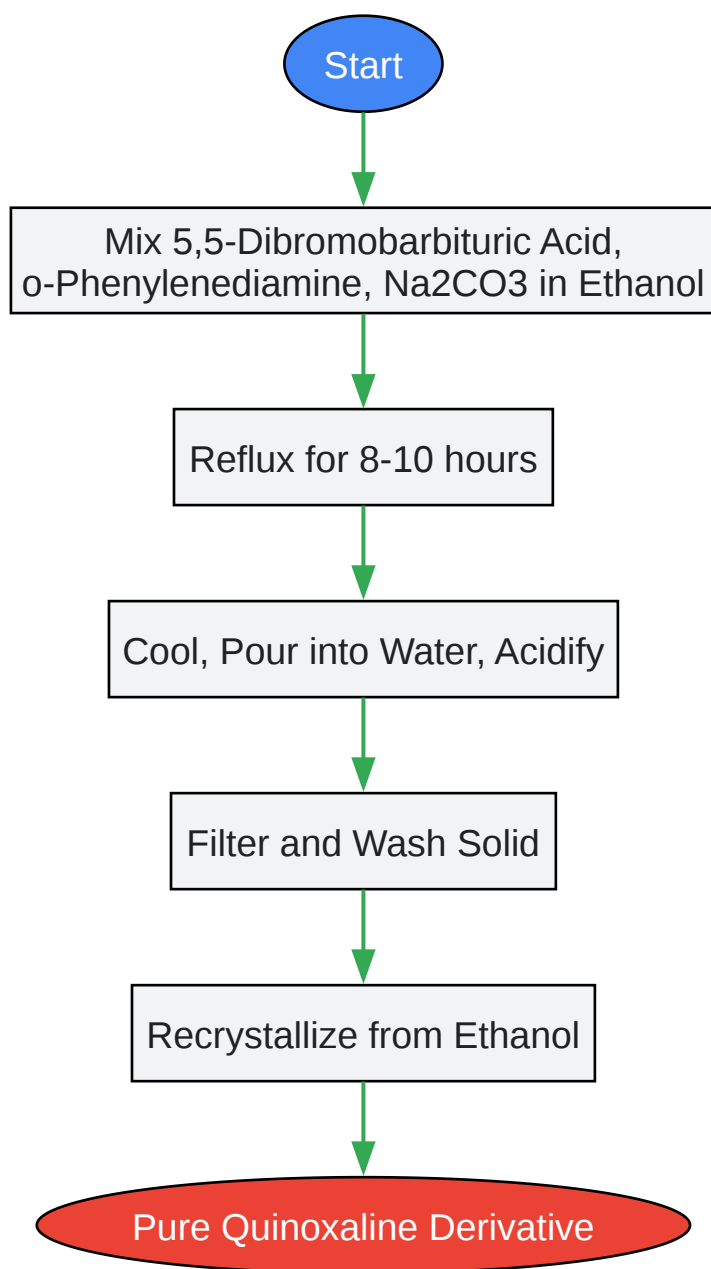 Start
Mix 5,5-Dibromobarbituric Acid,
o-Phenylenediamine, Na2CO3 in Ethanol
Reflux for 8-10 hours
Cool, Pour into Water, Acidify
Filter and Wash Solid
Recrystallize from Ethanol
Pure Quinoxaline Derivative